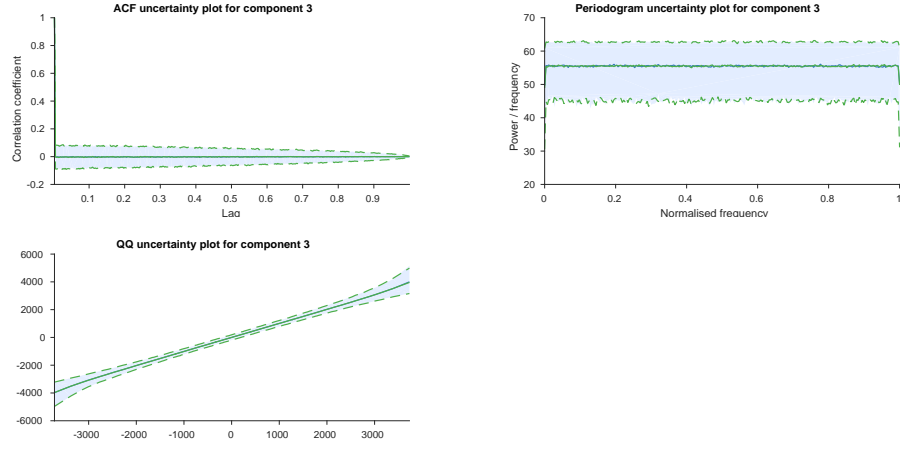 ACF uncertainty plot for component 3
1
0.8
0.6
0.4
0.2
0
-0.2
Correlation coefficient
0.1 0.2 0.3 0.4 0.5 0.6 0.7 0.8 0.9
Lag
Periodogram uncertainty plot for component 3
70
60
50
40
30
20
Power / frequency
0 0.2 0.4 0.6 0.8 1
Normalised frequency
QQ uncertainty plot for component 3
6000
4000
2000
0
-2000
-4000
-6000
-3000 -2000 -1000 0 1000 2000 3000